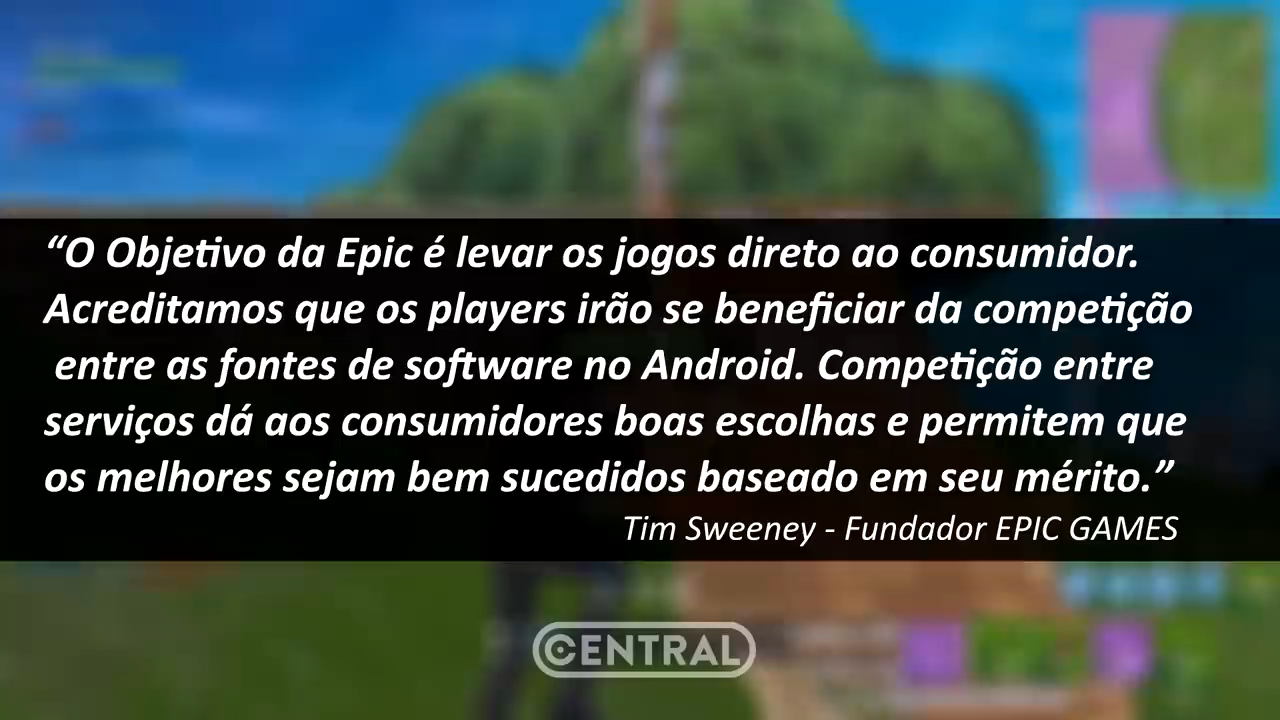 “O Objetivo da Epic é levar os jogos direto ao consumidor.
Acreditamos que os players irão se beneficiar da competição
entre as fontes de software no Android. Competição entre
serviços dá aos consumidores boas escolhas e permitem que
os melhores sejam bem sucedidos baseado em seu mérito.”
Tim Sweeney - Fundador EPIC GAMES
CENTRAL